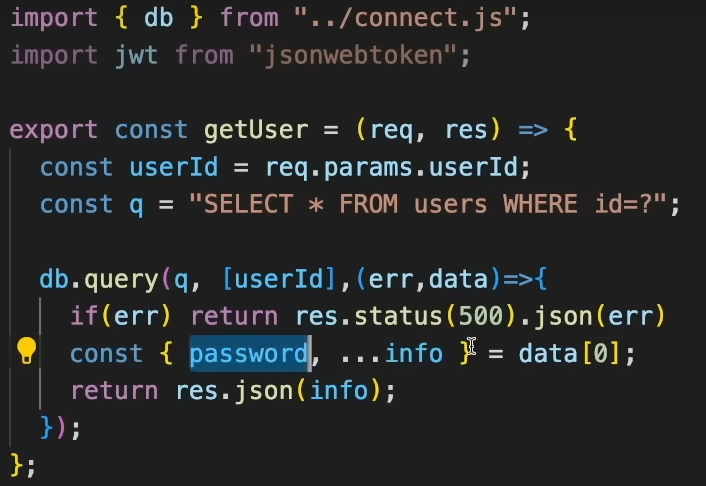 import { db } from "../connect.js";
import jwt from "jsonwebtoken";
export const getUser = (req, res) => {
const userId = req.params.userId;
const q = "SELECT * FROM users WHERE id=?";
db.query(q, [userId],(err,data)=>{
if(err) return res.status(500).json(err)
const { password, ...info } = data[0];
return res.json(info);
});
};